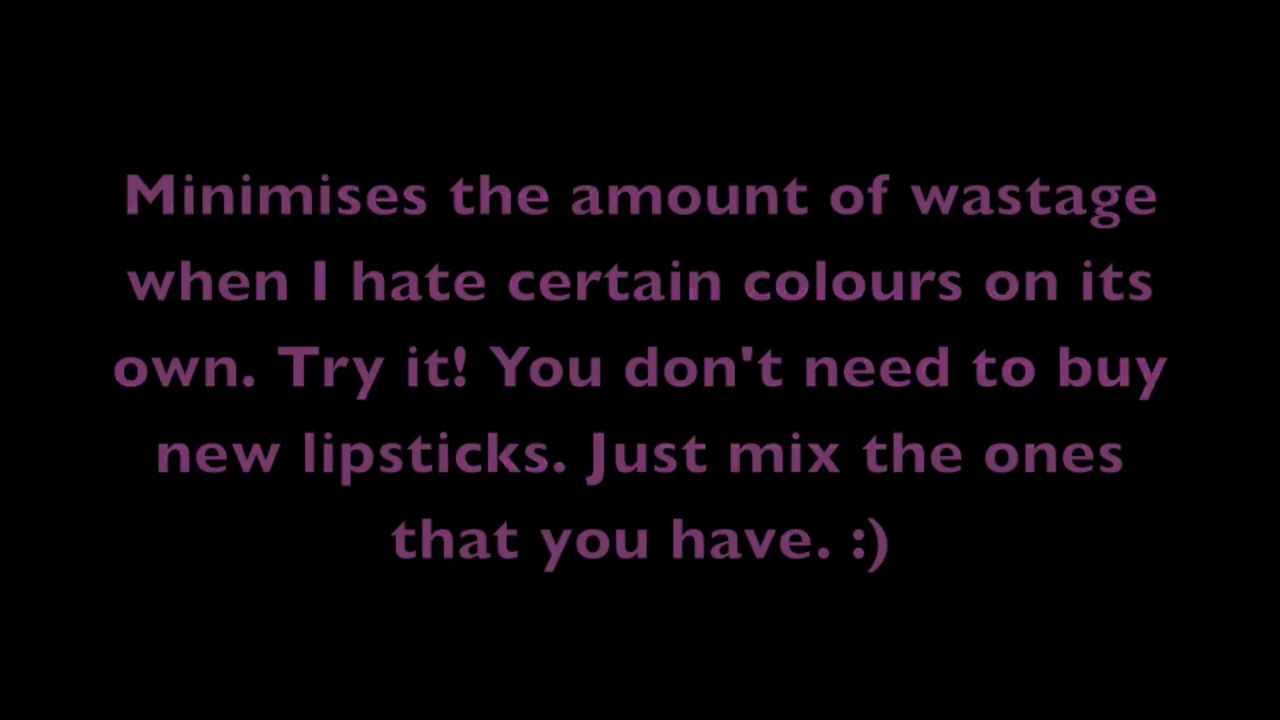 Minimises the amount of wastage
when I hate certain colours on its
own. Try it! You don't need to buy
new lipsticks. Just mix the ones
that you have. :)